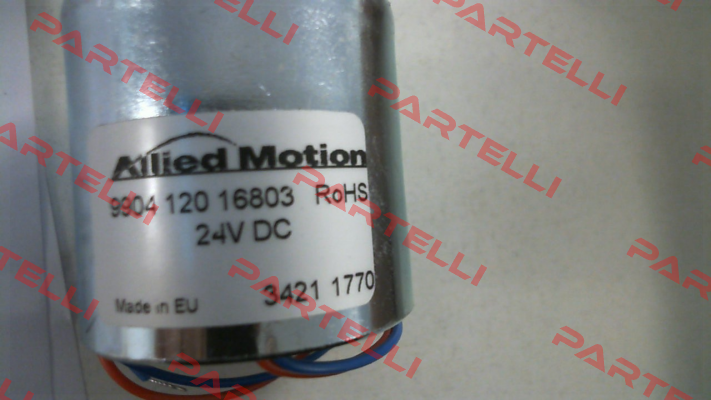 Allied Motion
9904 120 16803 RoHS
24V DC
Made in EU 3421 1770
PARTELLI
PARTELLI
PARTELLI
PARTELLI
PARTELLI
PARTELLI
PARTELLI